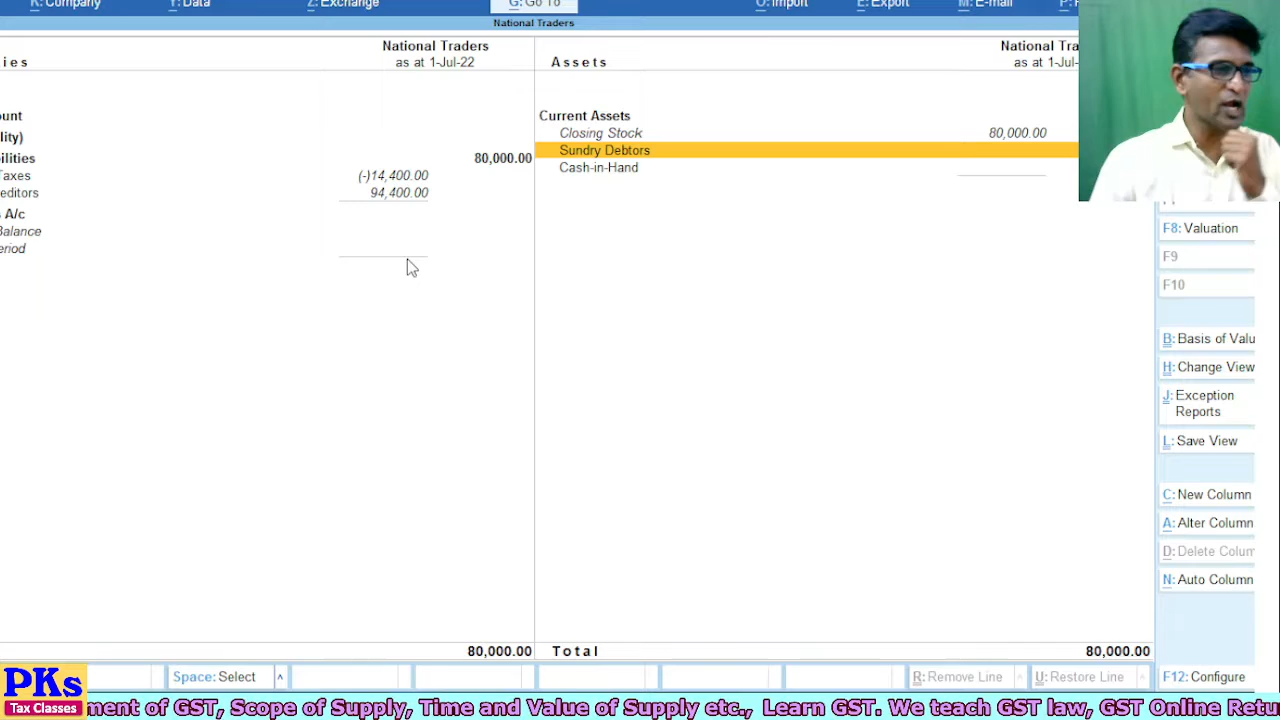 K: Company Y: Data Z: Exchange G: Go To O: Import E: Export M: E-mail
National Traders
ies National Traders
as at 1-Jul-22
Assets National Tra
as at 1-Jul-
ount
lity)
bilities 80,000.00
Taxes (-)14,400.00
editors 94,400.00
s A/c
Balance
eriod
Current Assets
Closing Stock 80,000.00
Sundry Debtors
Cash-in-Hand
F8: Valuation
F9
F10
B: Basis of Valu
H: Change View
J: Exception
Reports
L: Save View
C: New Column
A: Alter Column
D: Delete Colum
N: Auto Column
80,000.00 Total 80,000.00
Space: Select R: Remove Line U: Restore Line F12: Configure
PKs
Tax Classes
ment of GST, Scope of Supply, Time and Value of Supply etc., Learn GST. We teach GST law, GST Online Retu